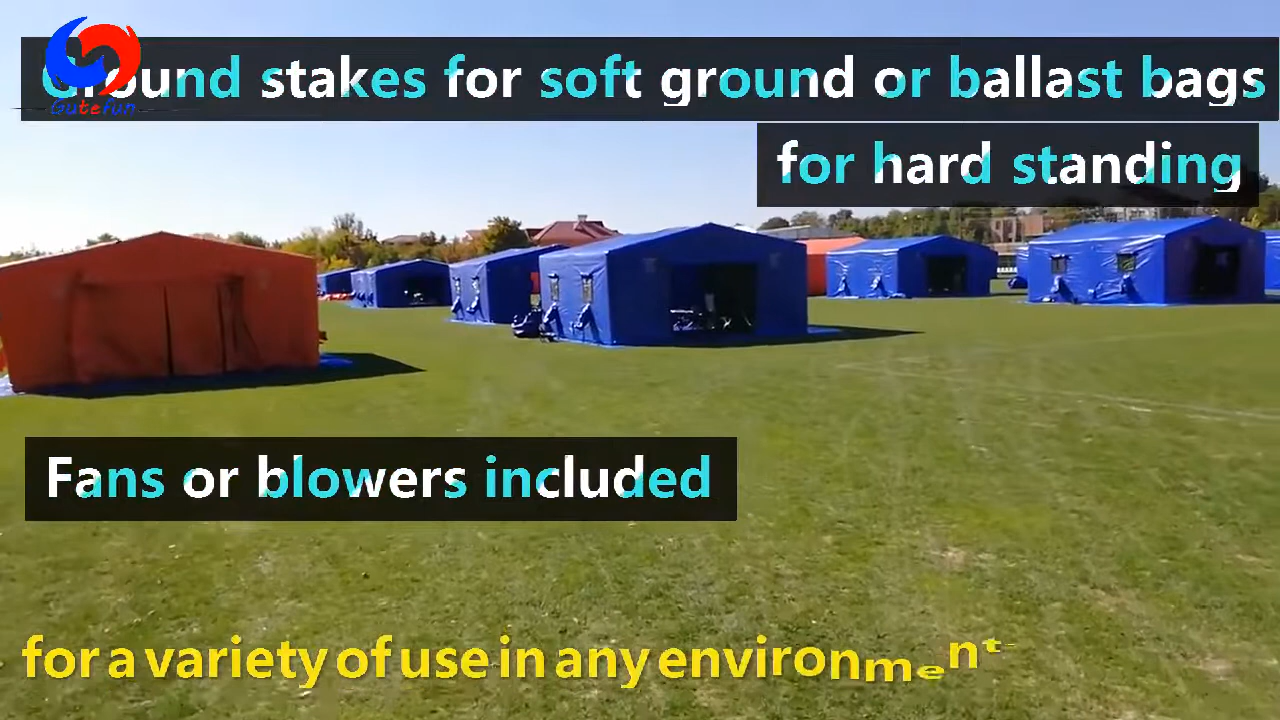 Gutefun
Ground stakes for soft ground or ballast bags
for hard standing
Fans or blowers included
for a variety of use in any environment